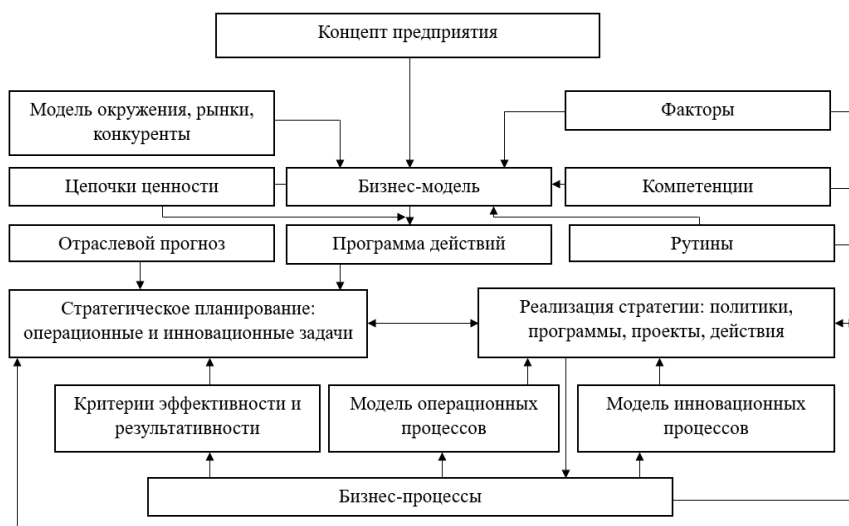 Концепт предприятия
Модель окружения, рынки,
конкуренты
Факторы
Цепочки ценности
Бизнес-модель
Компетенции
Отраслевой прогноз
Программа действий
Рутины
Стратегическое планирование:
операционные и инновационные задачи
Реализация стратегии: политики,
программы, проекты, действия
Критерии эффективности и
результативности
Модель операционных
процессов
Модель инновационных
процессов
Бизнес-процессы